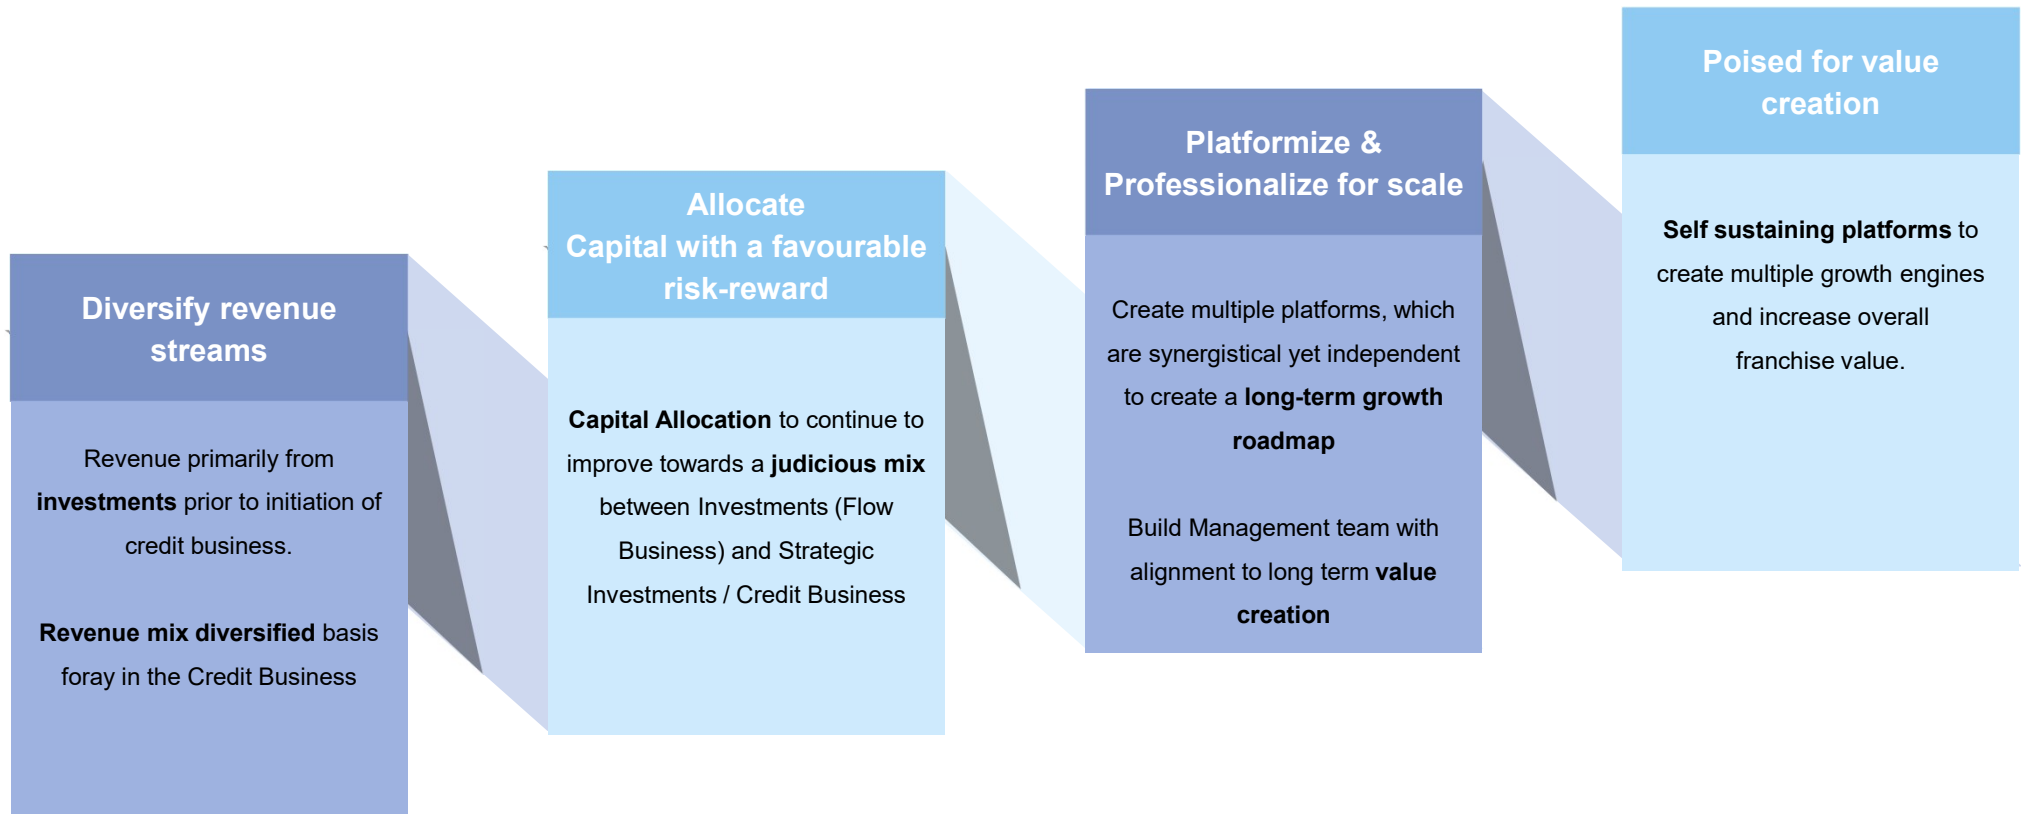 Diversify revenue
streams
Revenue primarily from
investments prior to initiation of
credit business.
Revenue mix diversified basis
foray in the Credit Business
Allocate
Capital with a favourable
risk-reward
Capital Allocation to continue to
improve towards a judicious mix
between Investments (Flow
Business) and Strategic
Investments / Credit Business
Platformize &
Professionalize for scale
Create multiple platforms, which
are synergistical yet independent
to create a long-term growth
roadmap
Build Management team with
alignment to long term value
creation
Poised for value
creation
Self sustaining platforms to
create multiple growth engines
and increase overall
franchise value.